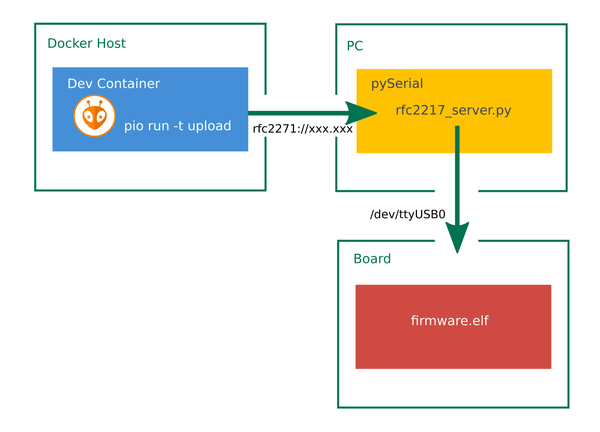 Docker Host
Dev Container
pio run -t upload
rfc2271://xxx.xxx
PC
pySerial
rfc2217_server.py
/dev/ttyUSB0
Board
firmware.elf